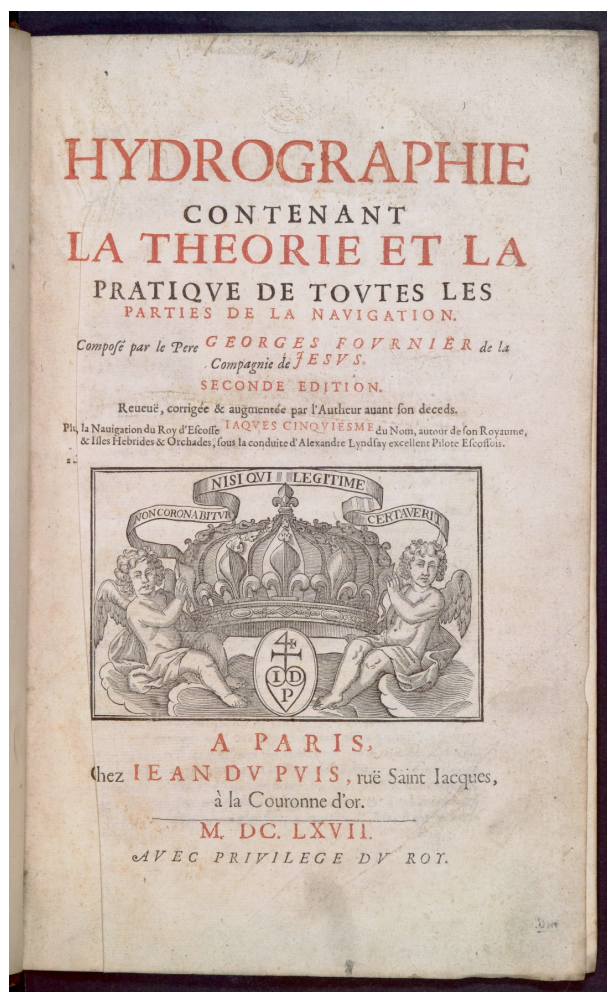 HYDROGRAPHIE
CONTENANT
LA THEORIE ET LA
PRATIQVE DE TOVTES LES
PARTIES DE LA NAVIGATION.
Composé par le Pere GEORGES FOVRNIER de la
Compagnie de JESVS.
SECONDE EDITION.
Reueuë, corrigée & augmentée par l'Autheur auant son deceds.
la Nauigation du Roy d'Escosse IAQVES CINQVIESME du Nom, autour de son Royaume,
& Isles Hebrides & Orchades, sous la conduite d'Alexandre Lyndsay excellent Pilote Escossois.
NISI QVI LEGITIME
NON CORONABITVR
CERTAVERIT
4
I D
P
A PARIS,
Chez IEAN DV PVIS, ruë Saint Iacques,
à la Couronne d'or.
M. DC. LXVII.
AVEC PRIVILEGE DV ROY.